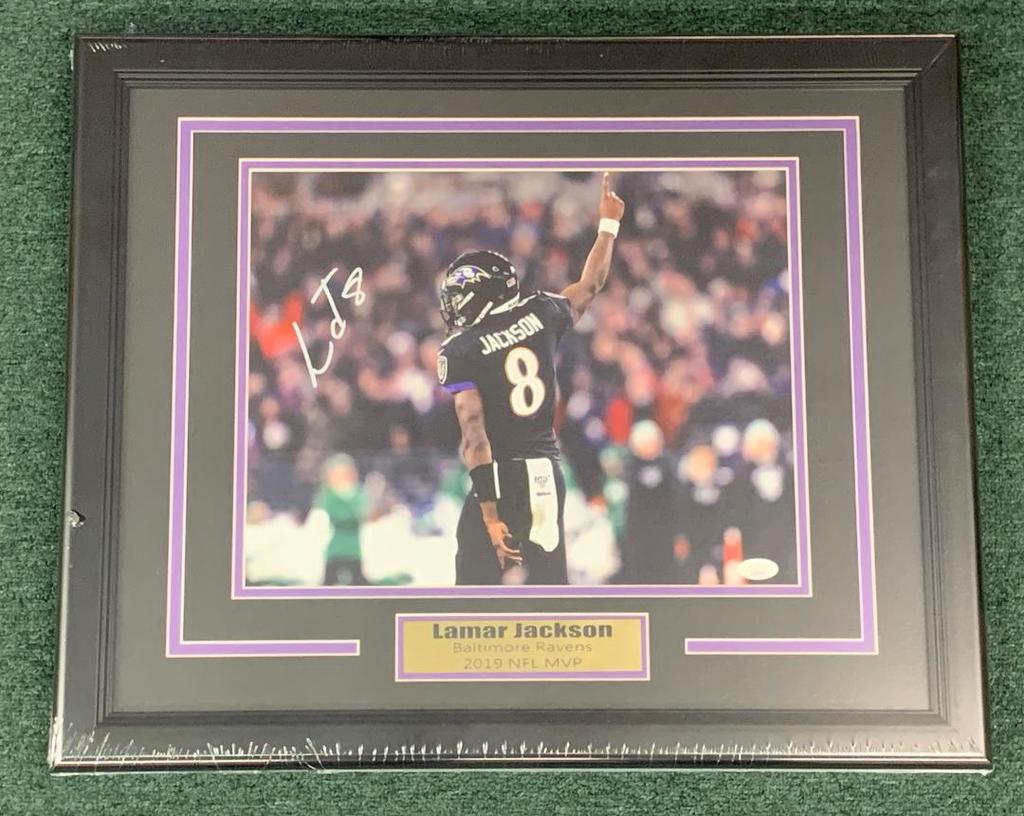 JACKSON
8
Lamar Jackson
Baltimore Ravens
2019 NFL MVP